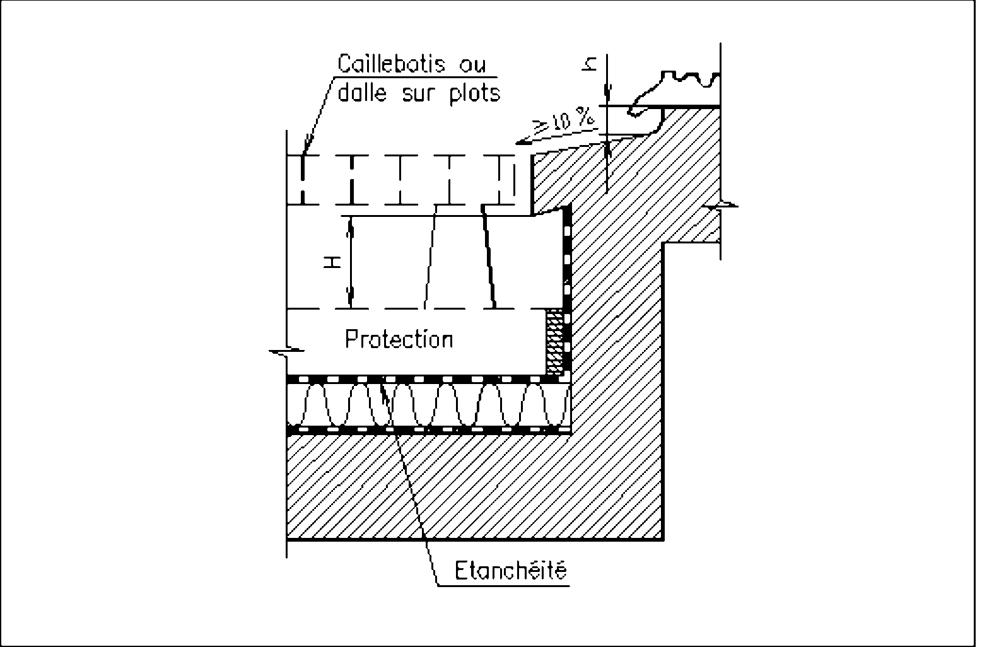 Caillebotis ou
dalle sur plots
h
≥ 10 %
H
Protection
Etanchéité